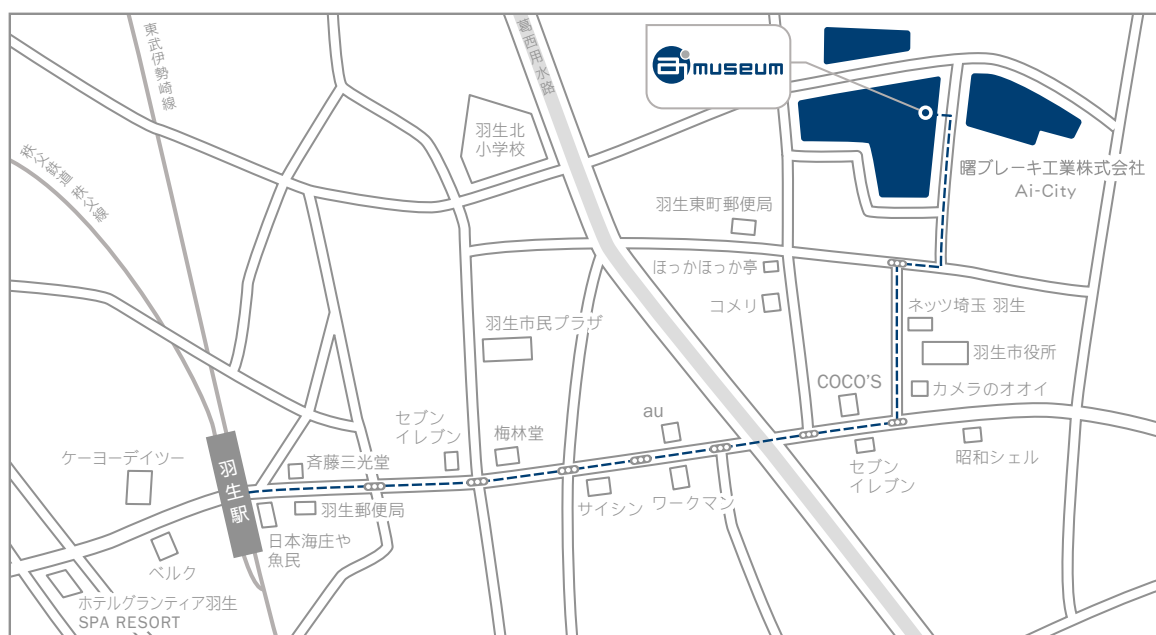 東武伊勢崎線
葛西用水路
Ai museum
秩父鉄道 秩父線
羽生北
小学校
曙ブレーキ工業株式会社
Ai-City
羽生東町郵便局
ほっかほっか亭
コメリ
ネッツ埼玉 羽生
羽生市民プラザ
羽生市役所
COCO'S
カメラのオオイ
au
セブン
イレブン
梅林堂
ケーヨーデイツー
羽生駅
斉藤三光堂
昭和シェル
セブン
イレブン
サイシン
ワークマン
羽生郵便局
日本海庄や
魚民
ベルク
ホテルグランティア羽生
SPA RESORT